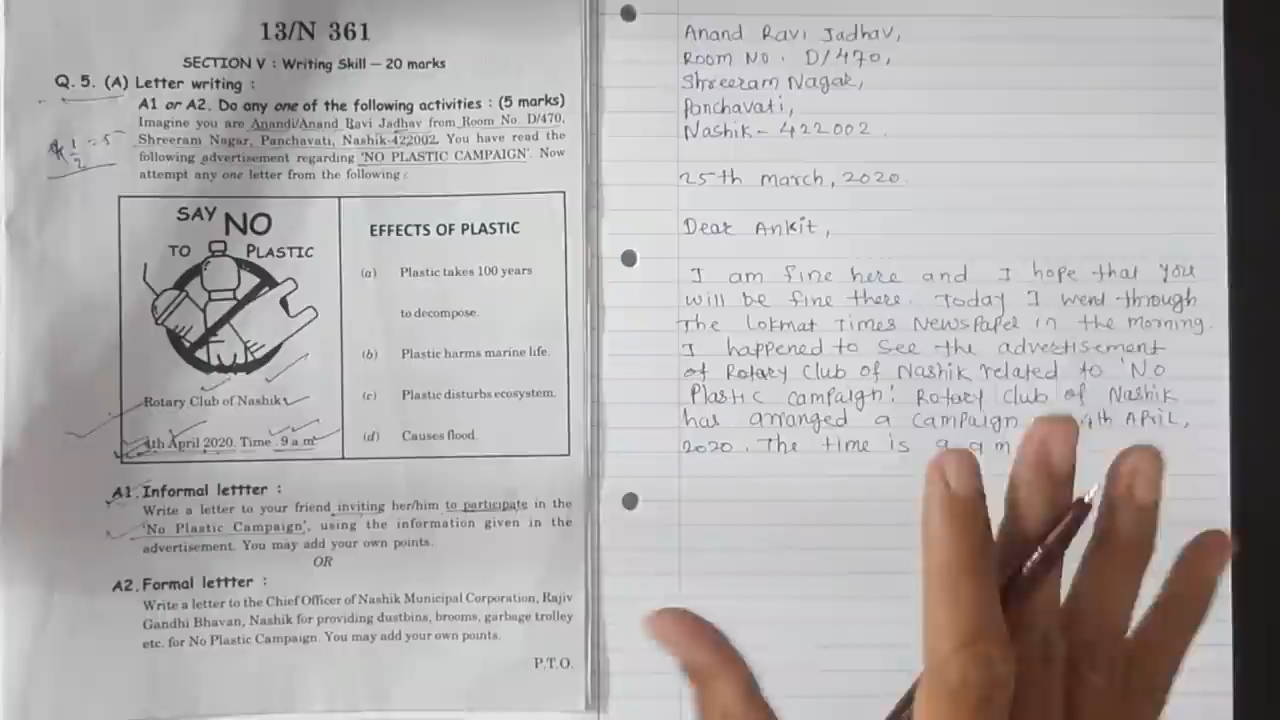 13/N 361
SECTION V : Writing Skill – 20 marks
Q. 5. (A) Letter writing :
A1 or A2. Do any one of the following activities : (5 marks)
Imagine you are Anandi/Anand Ravi Jadhav from Room No. D/470,
Shreeram Nagar, Panchavati, Nashik-422002. You have read the
following advertisement regarding 'NO PLASTIC CAMPAIGN'. Now
attempt any one letter from the following :
SAY NO
TO PLASTIC
Rotary Club of Nashik
4th April 2020. Time : 9 a.m.
EFFECTS OF PLASTIC
(a) Plastic takes 100 years
to decompose.
(b) Plastic harms marine life.
(c) Plastic disturbs ecosystem.
(d) Causes flood.
A1. Informal lettter :
Write a letter to your friend inviting her/him to participate in the
'No Plastic Campaign', using the information given in the
advertisement. You may add your own points.
OR
A2. Formal lettter :
Write a letter to the Chief Officer of Nashik Municipal Corporation, Rajiv
Gandhi Bhavan, Nashik for providing dustbins, brooms, garbage trolley
etc. for No Plastic Campaign. You may add your own points.
P.T.O.
Anand Ravi Jadhav,
Room No. D/470,
Shreeram Nagar,
Panchavati,
Nashik – 422002.
25th march, 2020.
Dear Ankit,
I am fine here and I hope that you
will be fine there. Today I went through
The Lokmat Times Newspaper in the morning.
I happened to see the advertisement
of Rotary Club of Nashik related to 'No
Plastic campaign'. Rotary club of Nashik
has arranged a campaign 4th April,
2020. The time is 9 a m